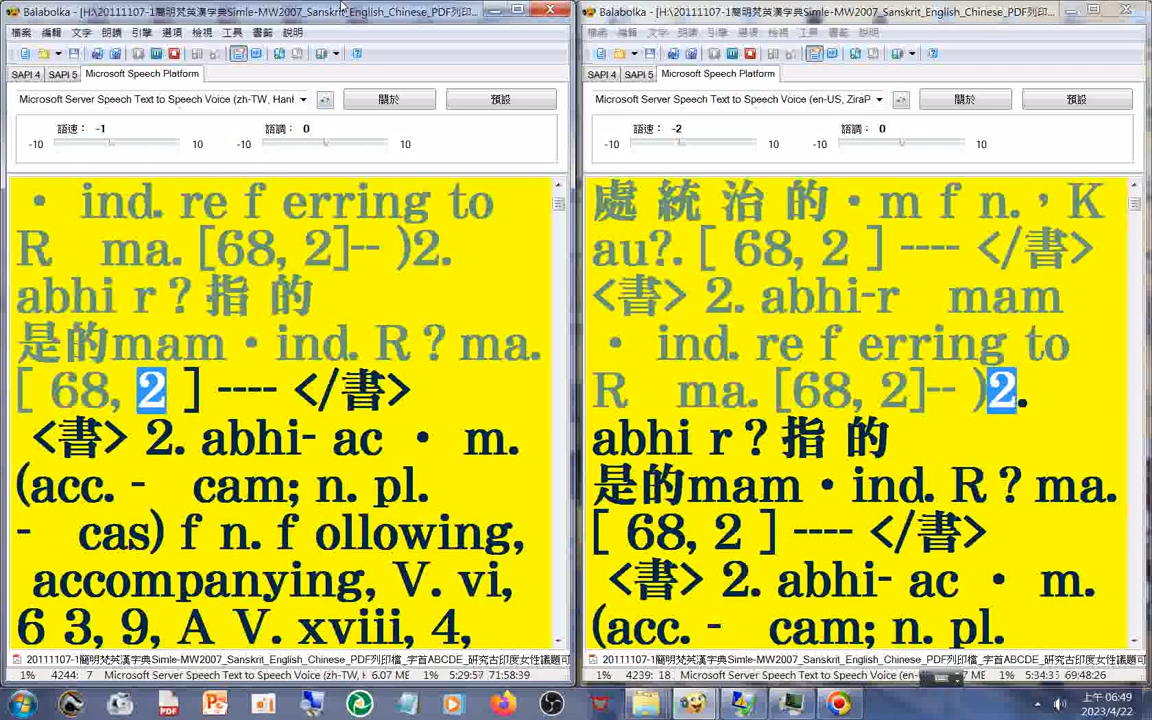 Balabolka - [H:\20111107-1簡明梵英漢字典Simle-MW2007_Sanskrit_English_Chinese_PDF列印...
檔案 編輯 文字 朗讀 引擎 選項 檢視 工具 書籤 說明
SAPI 4 SAPI 5 Microsoft Speech Platform
Microsoft Server Speech Text to Speech Voice (zh-TW, Hanl 關於 預設
語速： -1 語調： 0
-10 10 -10 10
• ind. re f erring to
R ma. [68, 2]-- )2.
abhi r ? 指 的
是的mam • ind. R ? ma.
[ 68, 2 ] ---- </書>
<書> 2. abhi- ac • m.
(acc. - cam; n. pl.
- cas) f n. f ollowing,
accompanying, V. vi,
6 3, 9, A V. xviii, 4,
20111107-1簡明梵英漢字典Simle-MW2007_Sanskrit_English_Chinese_PDF列印檔_字首ABCDE_研究古印度女性議題可
1% 4244: 7 Microsoft Server Speech Text to Speech Voice (zh-TW, H 6.07 MB 1% 5:29:57 71:58:39
Balabolka - [H:\20111107-1簡明梵英漢字典Simle-MW2007_Sanskrit_English_Chinese_PDF列印...
檔案 編輯 文字 朗讀 引擎 選項 檢視 工具 書籤 說明
SAPI 4 SAPI 5 Microsoft Speech Platform
Microsoft Server Speech Text to Speech Voice (en-US, ZiraP 關於 預設
語速： -2 語調： 0
-10 10 -10 10
處 統 治 的 • m f n.，K
au?. [ 68, 2 ] ---- </書>
<書> 2. abhi-r mam
• ind. re f erring to
R ma. [68, 2]-- )2.
abhi r ? 指 的
是的mam • ind. R ? ma.
[ 68, 2 ] ---- </書>
<書> 2. abhi- ac • m.
(acc. - cam; n. pl.
20111107-1簡明梵英漢字典Simle-MW2007_Sanskrit_English_Chinese_PDF列印檔_字首ABCDE_研究古印度女性議題可
1% 4239: 18 Microsoft Server Speech Text to Speech Voice (en- 1% 5:34:3 69:48:26
PDF
上午 06:49
2023/4/22